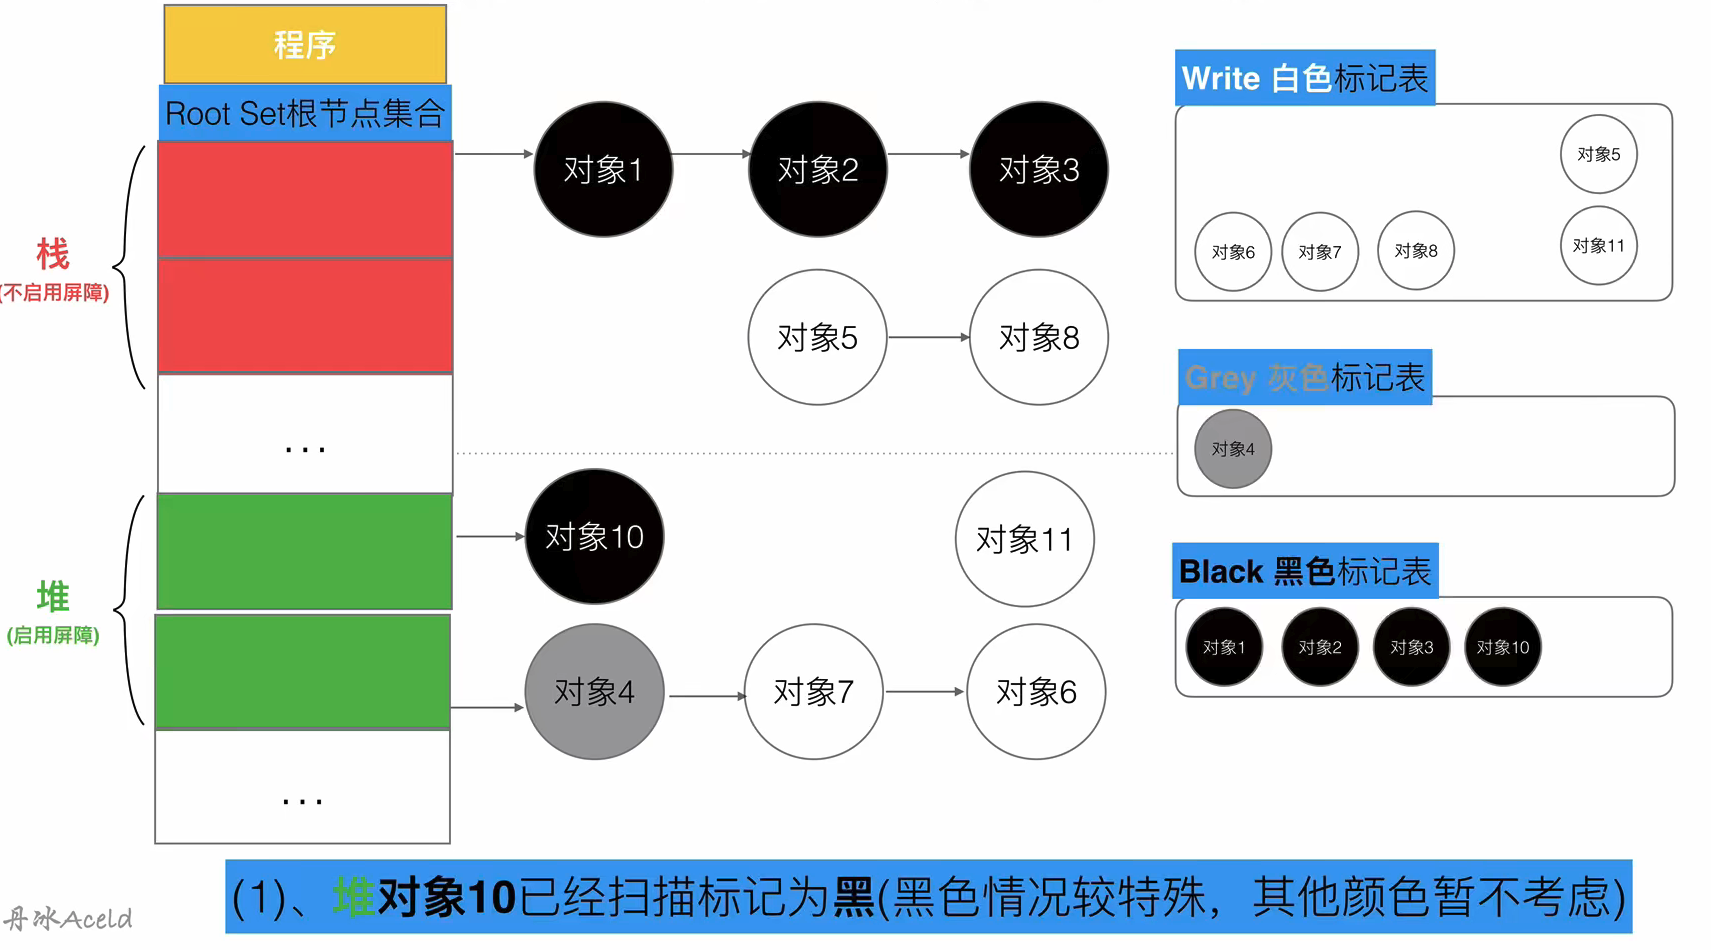 程序
Root Set根节点集合
栈
(不启用屏障)
...
堆
(启用屏障)
...
对象1
对象2
对象3
对象5
对象8
对象10
对象11
对象4
对象7
对象6
Write 白色标记表
对象5
对象6
对象7
对象8
对象11
Grey 灰色标记表
对象4
Black 黑色标记表
对象1
对象2
对象3
对象10
(1)、堆对象10已经扫描标记为黑(黑色情况较特殊，其他颜色暂不考虑)
丹冰Aceld